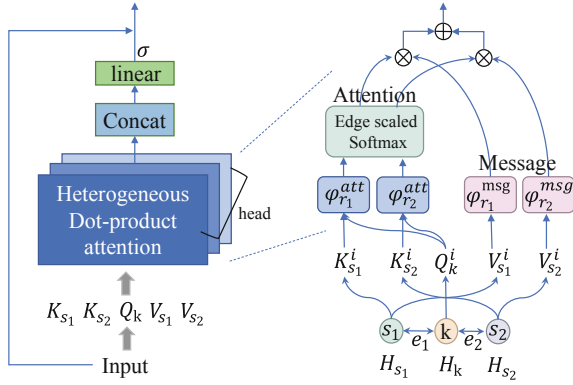 σ
linear
Concat
Heterogeneous
Dot-product
attention
head
K_{s_1} K_{s_2} Q_k V_{s_1} V_{s_2}
Input
⊕
⊗ ⊗
Attention
Edge scaled
Softmax
Message
φ_{r_1}^{att} φ_{r_2}^{att} φ_{r_1}^{msg} φ_{r_2}^{msg}
K_{s_1}^i K_{s_2}^i Q_k^i V_{s_1}^i V_{s_2}^i
s_1 e_1 k e_2 s_2
H_{s_1} H_k H_{s_2}